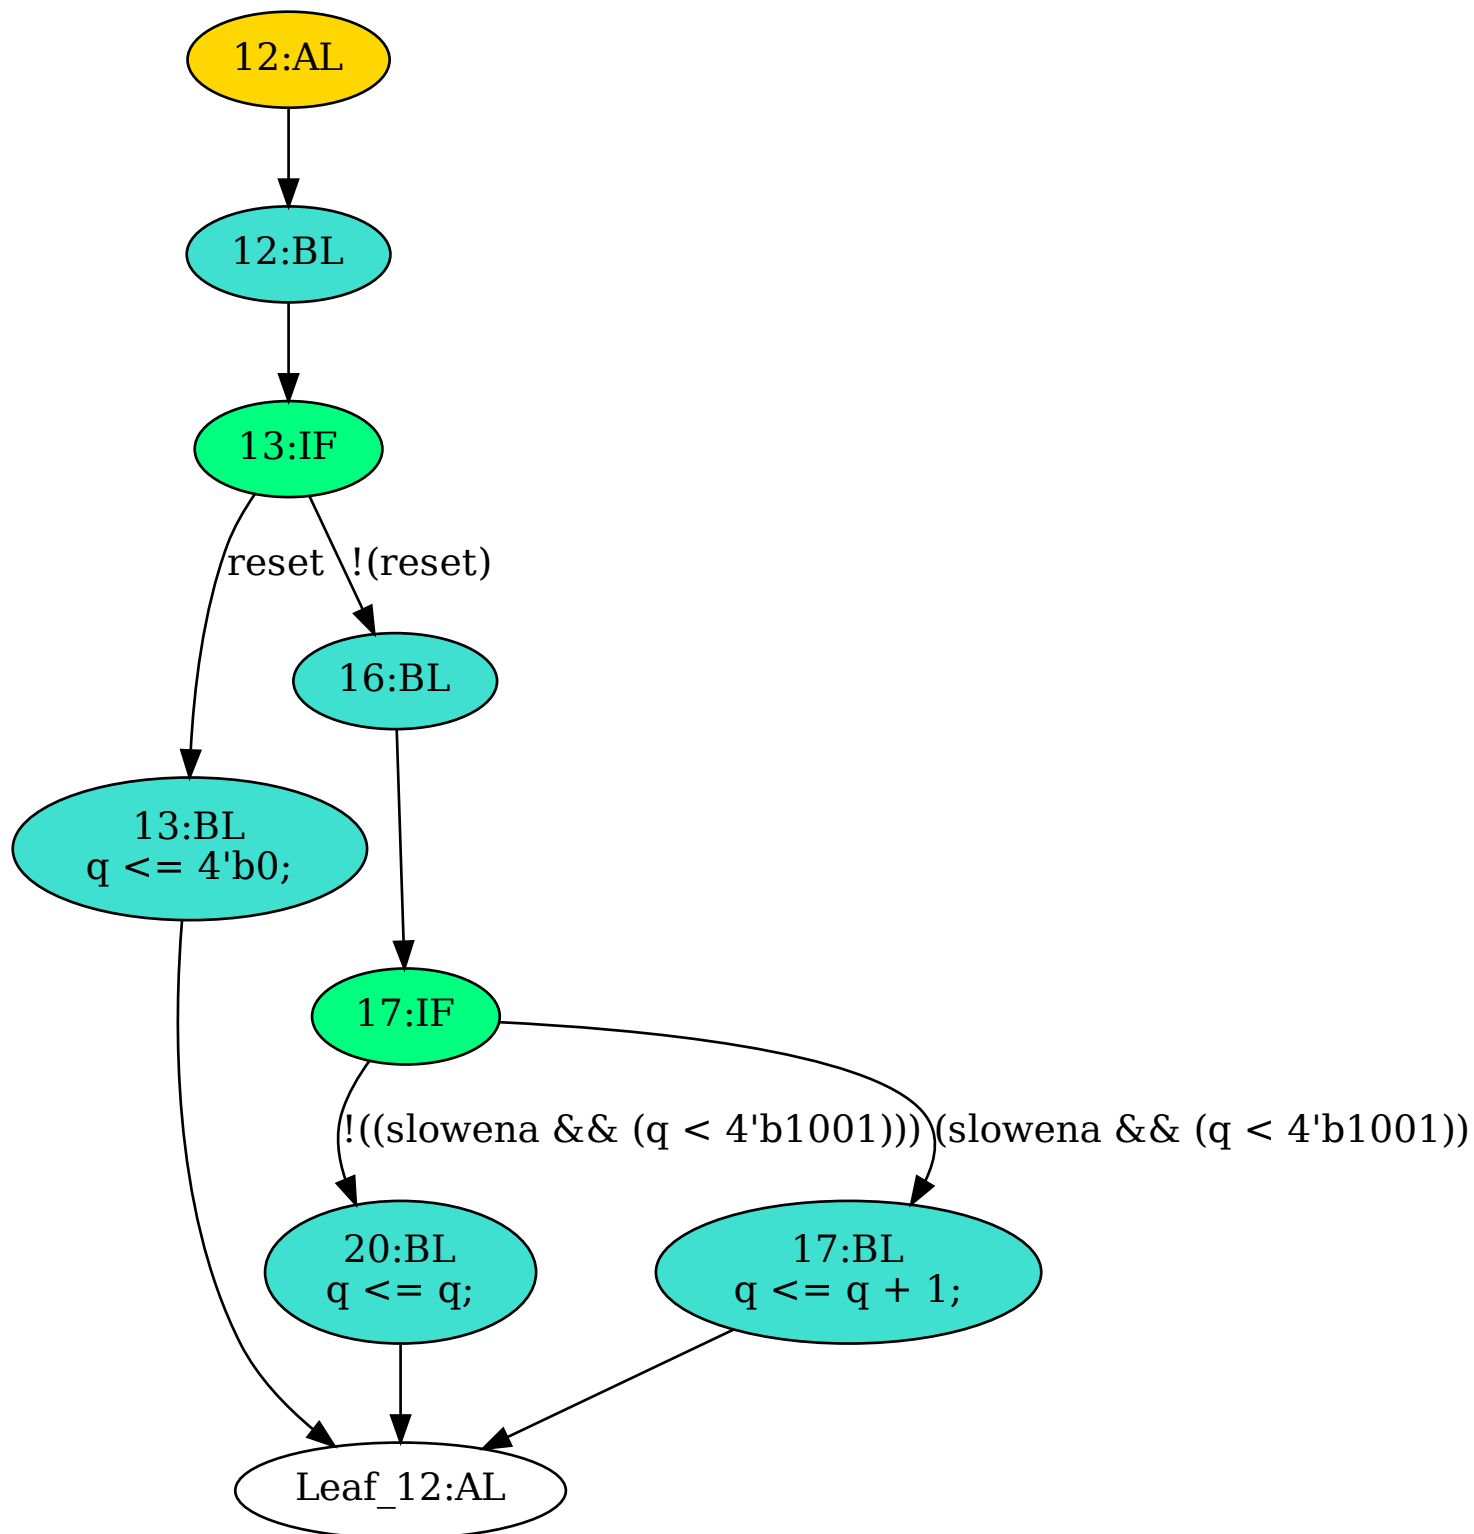 12:AL
12:BL
13:IF
reset
!(reset)
16:BL
13:BL
q <= 4'b0;
17:IF
!((slowena && (q < 4'b1001)))
(slowena && (q < 4'b1001))
20:BL
q <= q;
17:BL
q <= q + 1;
Leaf_12:AL